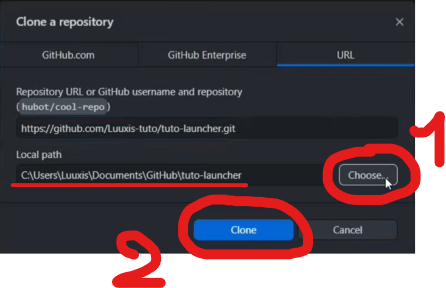 Clone a repository
GitHub.com GitHub Enterprise URL
Repository URL or GitHub username and repository
(hubot/cool-repo)
https://github.com/Luuxis-tuto/tuto-launcher.git
Local path
C:\Users\Luuxis\Documents\GitHub\tuto-launcher Choose...
1
Clone Cancel
2